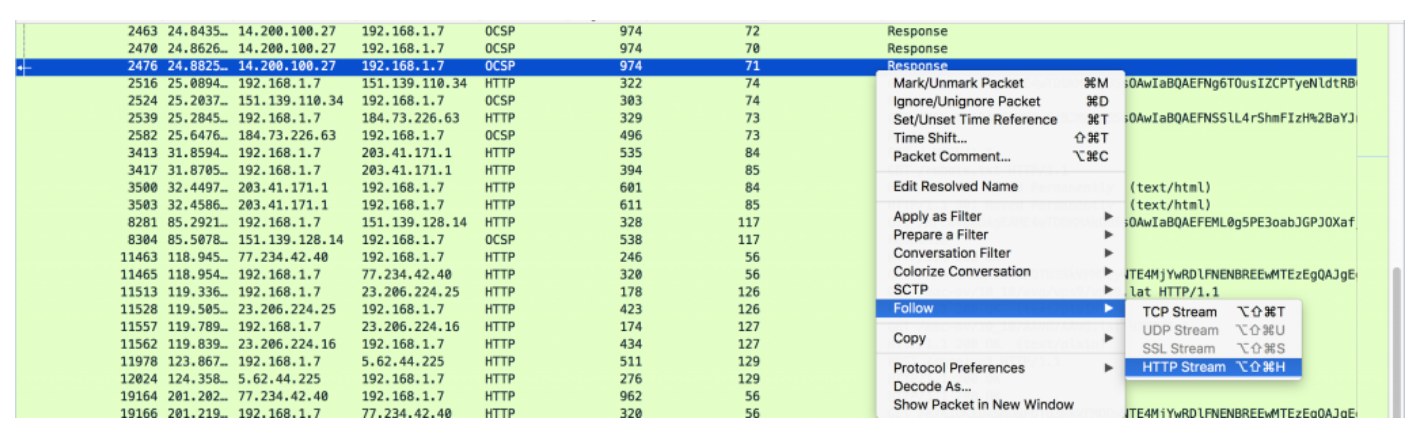 2463 24.8435… 14.200.100.27 192.168.1.7 OCSP 974 72 Response
2470 24.8626… 14.200.100.27 192.168.1.7 OCSP 974 70 Response
2476 24.8825… 14.200.100.27 192.168.1.7 OCSP 974 71 Response
2516 25.0894… 192.168.1.7 151.139.110.34 HTTP 322 74
2524 25.2037… 151.139.110.34 192.168.1.7 OCSP 303 74
2539 25.2845… 192.168.1.7 184.73.226.63 HTTP 329 73
2582 25.6476… 184.73.226.63 192.168.1.7 OCSP 496 73
3413 31.8594… 192.168.1.7 203.41.171.1 HTTP 535 84
3417 31.8705… 192.168.1.7 203.41.171.1 HTTP 394 85
3500 32.4497… 203.41.171.1 192.168.1.7 HTTP 601 84 (text/html)
3503 32.4586… 203.41.171.1 192.168.1.7 HTTP 611 85 (text/html)
8281 85.2921… 192.168.1.7 151.139.128.14 HTTP 328 117
8304 85.5078… 151.139.128.14 192.168.1.7 OCSP 538 117
11463 118.945… 77.234.42.40 192.168.1.7 HTTP 246 56
11465 118.954… 192.168.1.7 77.234.42.40 HTTP 320 56
11513 119.336… 192.168.1.7 23.206.224.25 HTTP 178 126 .lat HTTP/1.1
11528 119.505… 23.206.224.25 192.168.1.7 HTTP 423 126
11557 119.789… 192.168.1.7 23.206.224.16 HTTP 174 127
11562 119.839… 23.206.224.16 192.168.1.7 HTTP 434 127
11978 123.867… 192.168.1.7 5.62.44.225 HTTP 511 129
12024 124.358… 5.62.44.225 192.168.1.7 HTTP 276 129
19164 201.202… 77.234.42.40 192.168.1.7 HTTP 962 56
19166 201.219… 192.168.1.7 77.234.42.40 HTTP 320 56
Mark/Unmark Packet ⌘M
Ignore/Unignore Packet ⌘D
Set/Unset Time Reference ⌘T
Time Shift... ⇧⌘T
Packet Comment... ⌥⌘C
Edit Resolved Name
Apply as Filter
Prepare a Filter
Conversation Filter
Colorize Conversation
SCTP
Follow
Copy
Protocol Preferences
Decode As...
Show Packet in New Window
TCP Stream ⌥⇧⌘T
UDP Stream ⌥⇧⌘U
SSL Stream ⌥⇧⌘S
HTTP Stream ⌥⇧⌘H